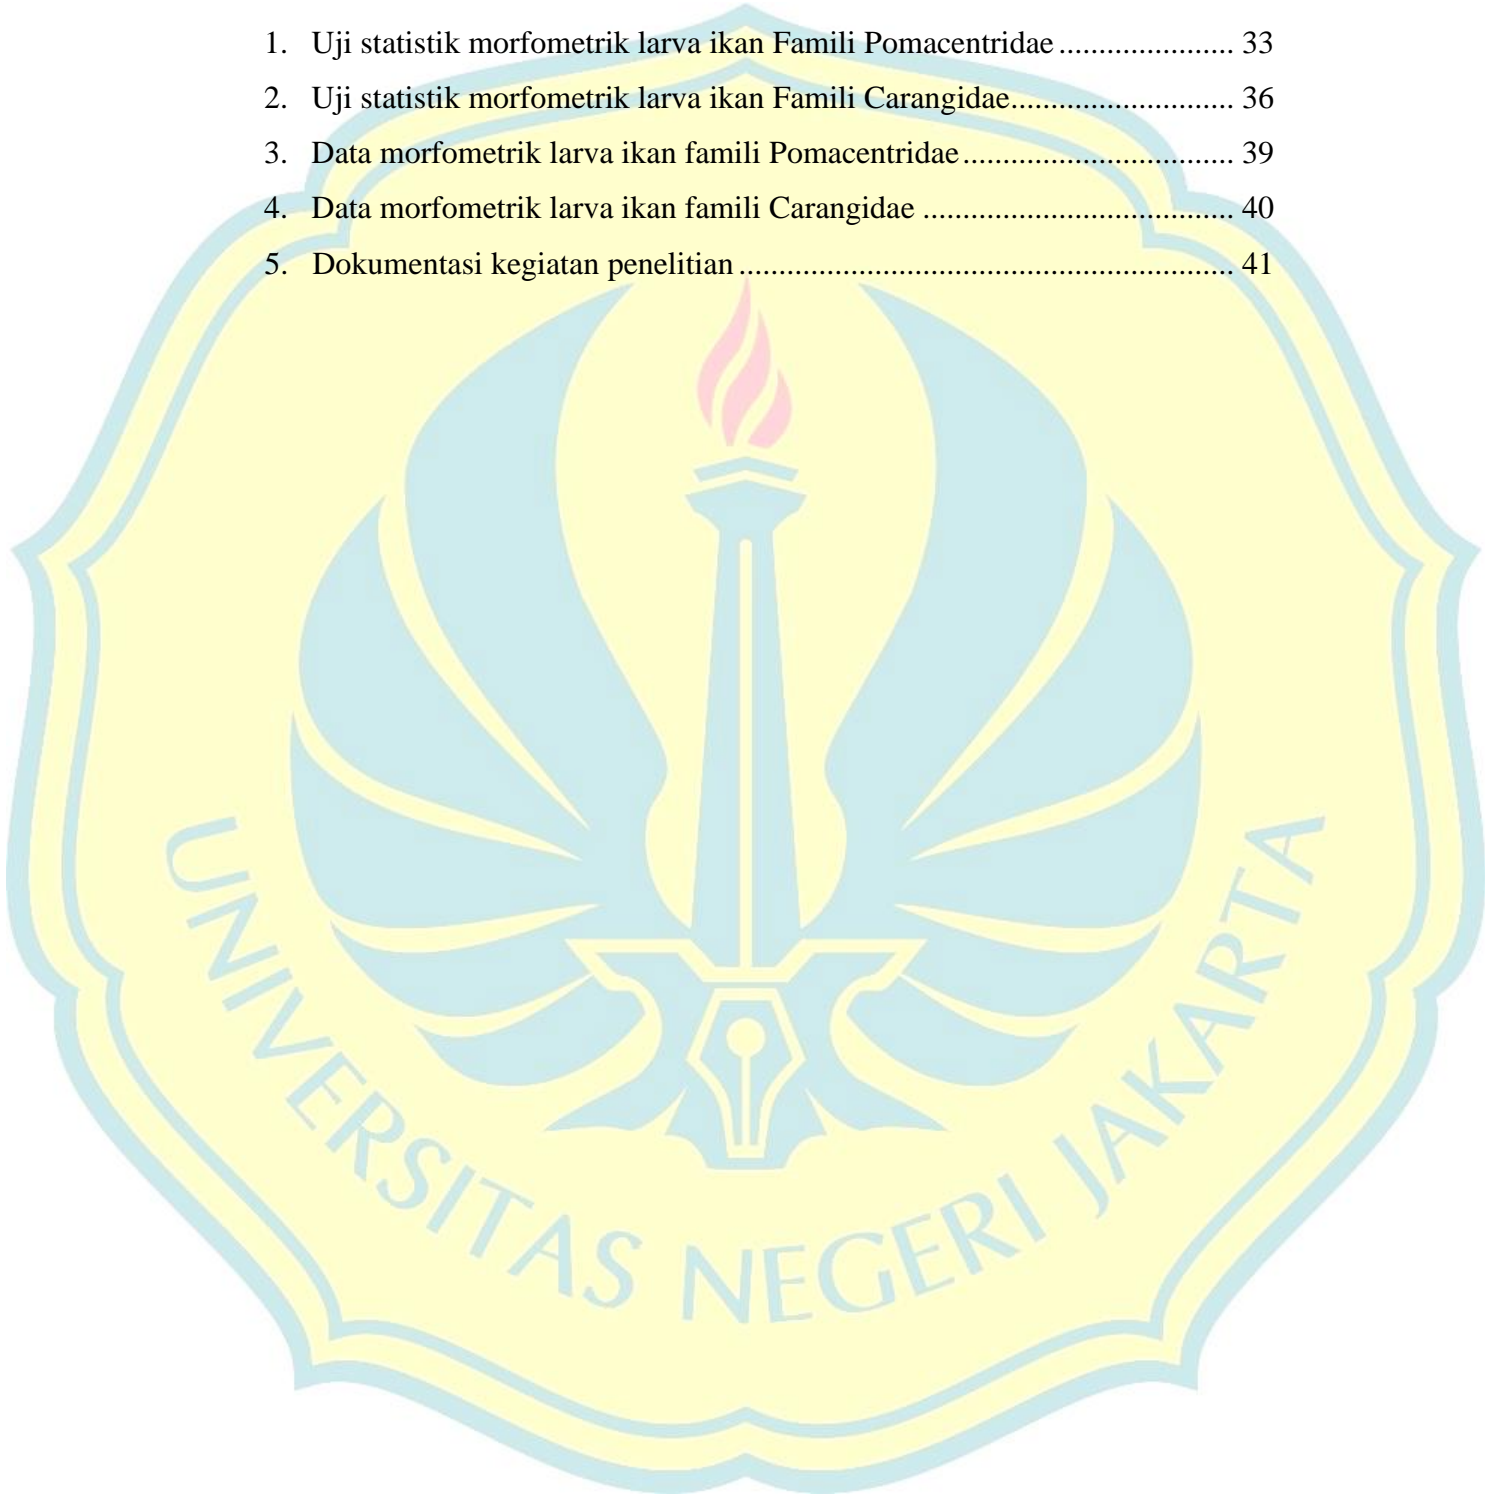 1. Uji statistik morfometrik larva ikan Famili Pomacentridae ................... 33
2. Uji statistik morfometrik larva ikan Famili Carangidae........................ 36
3. Data morfometrik larva ikan famili Pomacentridae............................. 39
4. Data morfometrik larva ikan famili Carangidae ................................. 40
5. Dokumentasi kegiatan penelitian ..................................................... 41
UNIVERSITAS NEGERI JAKARTA